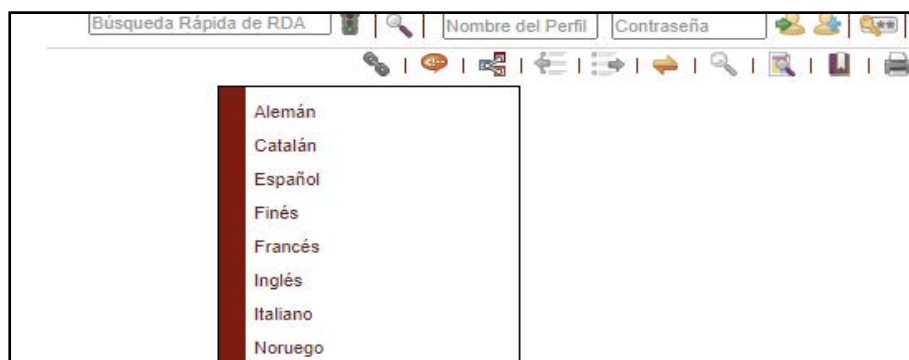 Búsqueda Rápida de RDA Nombre del Perfil Contraseña
Alemán
Catalán
Español
Finés
Francés
Inglés
Italiano
Noruego